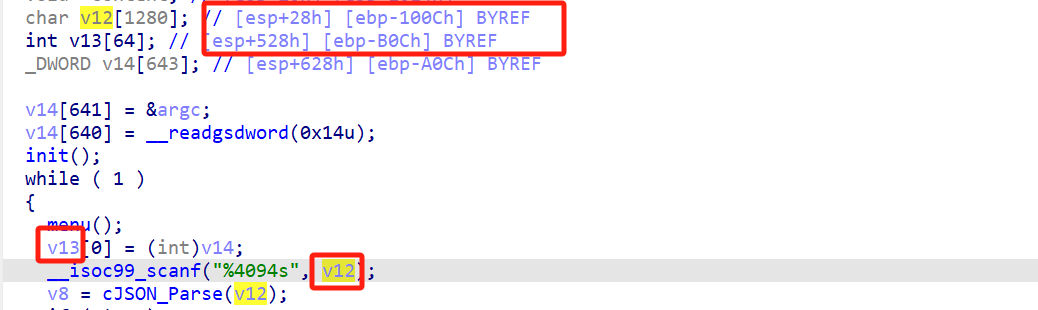 char v12[1280]; // [esp+28h] [ebp-100Ch] BYREF
int v13[64]; // [esp+528h] [ebp-B0Ch] BYREF
_DWORD v14[643]; // [esp+628h] [ebp-A0Ch] BYREF
v14[641] = &argc;
v14[640] = __readgsdword(0x14u);
init();
while ( 1 )
{
menu();
v13[0] = (int)v14;
__isoc99_scanf("%4094s", v12);
v8 = cJSON_Parse(v12);